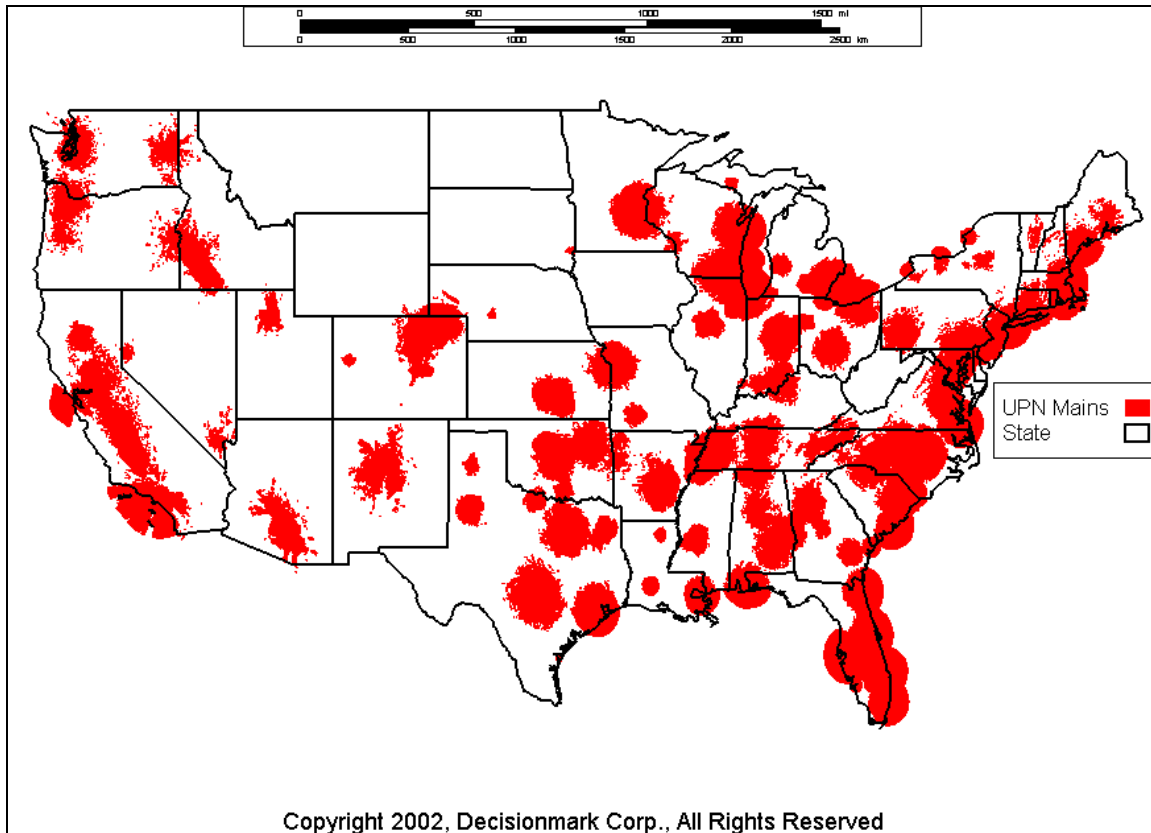 0 500 1000 1500 ml
0 500 1000 1500 2000 2500 km
UPN Mains
State
Copyright 2002, Decisionmark Corp., All Rights Reserved